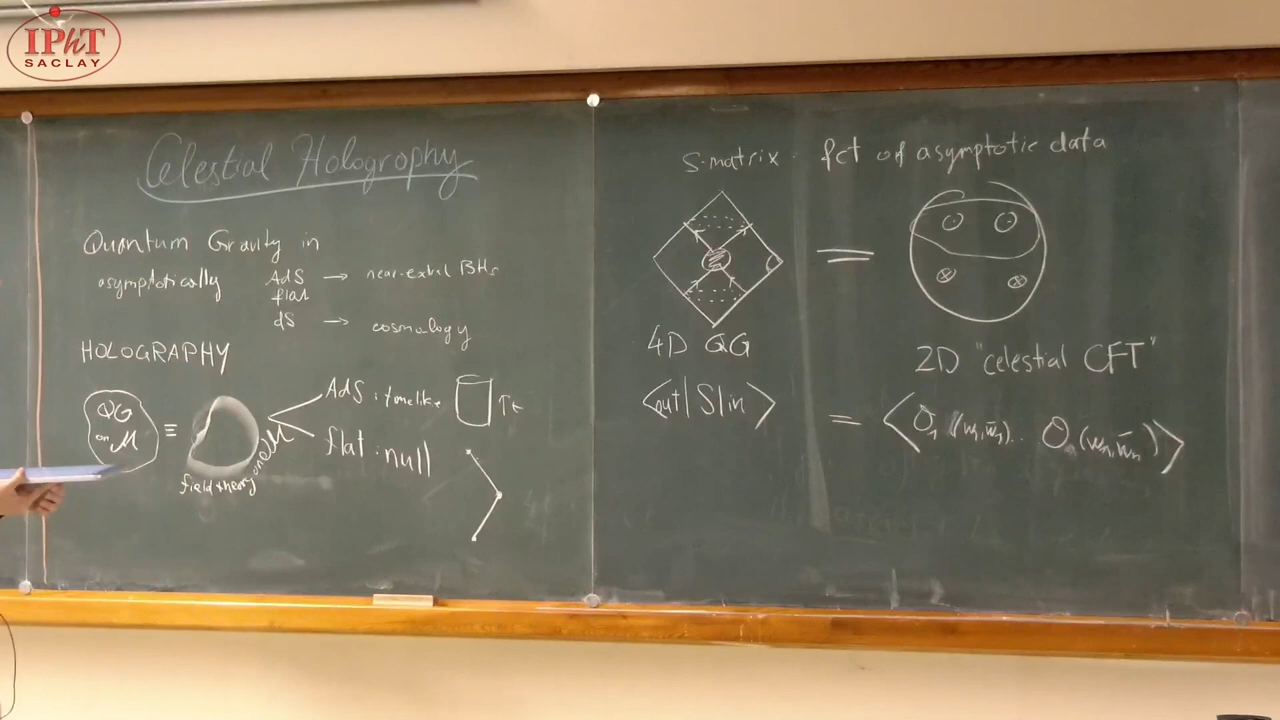 IPhT
SACLAY
Celestial Holography
Quantum Gravity in
asymptotically
AdS → near-extal BHs
flat
dS → cosmology
HOLOGRAPHY
QG
on M
≡
field theory on ∂M
AdS : timelike
↑t
flat : null
S-matrix fct of asymptotic data
=
4D QG
2D "celestial CFT"
<out|S|in> = <O₁(w₁,w̄₁)... Oₙ(wₙ,w̄ₙ)>